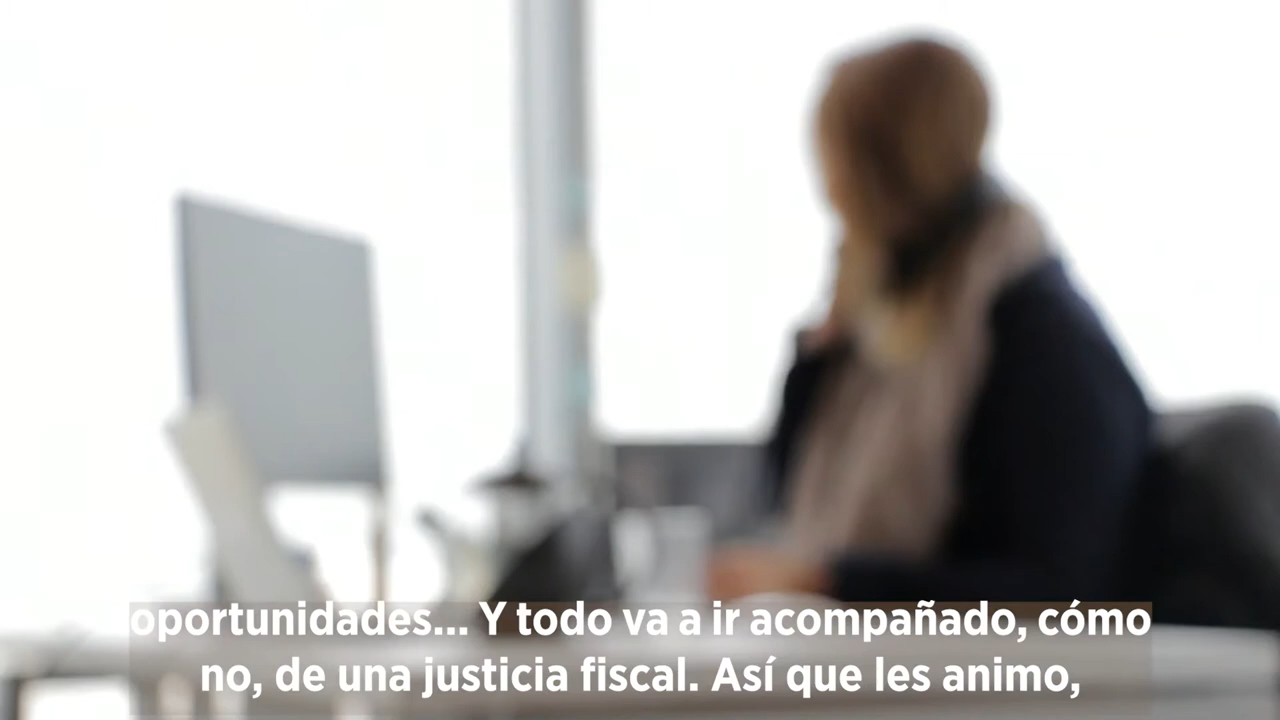 oportunidades... Y todo va a ir acompañado, cómo
no, de una justicia fiscal. Así que les animo,